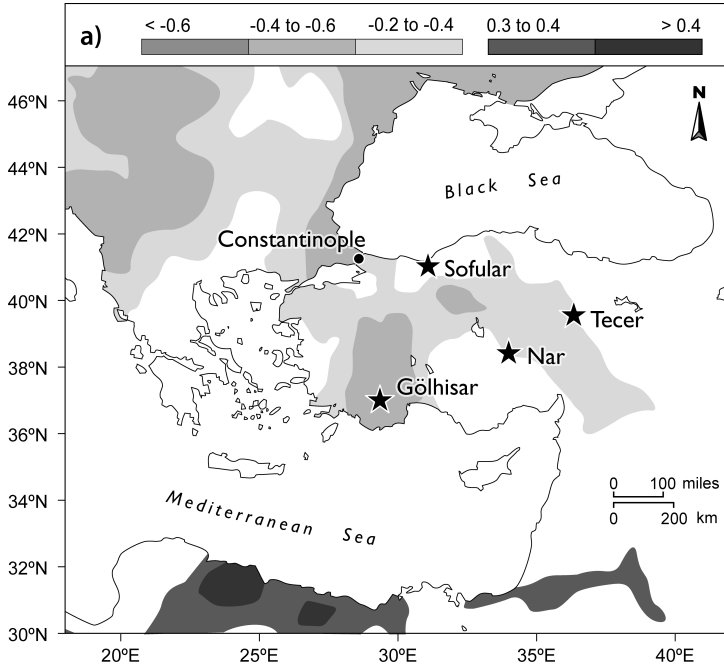 a)
< -0.6
-0.4 to -0.6
-0.2 to -0.4
0.3 to 0.4
> 0.4
46ºN
N
44ºN
Black Sea
42ºN
Constantinople
Sofular
40ºN
Tecer
Nar
38ºN
Gölhisar
36ºN
0 100 miles
0 200 km
34ºN
Mediterranean Sea
32ºN
30ºN
20ºE
25ºE
30ºE
35ºE
40ºE